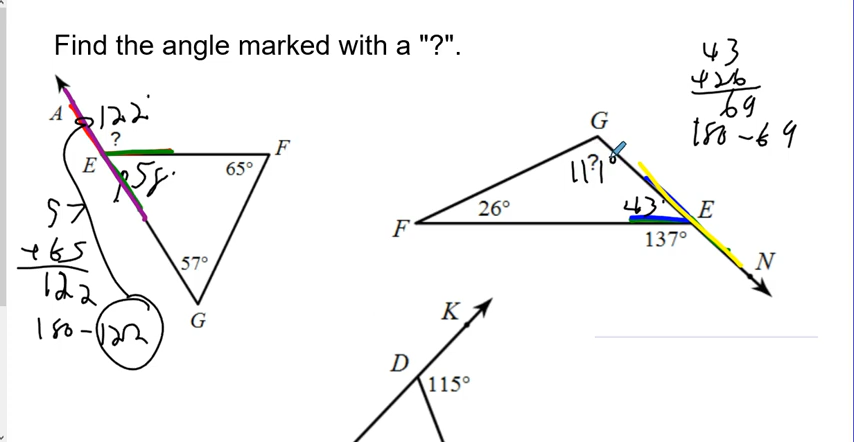 Find the angle marked with a "?".
A 122°
?
E 65° F
58°
57
+65
122
180-122
57°
G
43
+26
69
180-69
G
11?1°
F 26° 43° E
137°
N
K
D
115°